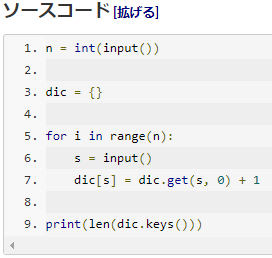 ソースコード[拡げる]
1. n = int(input())
2.
3. dic = {}
4.
5. for i in range(n):
6.     s = input()
7.     dic[s] = dic.get(s, 0) + 1
8.
9. print(len(dic.keys()))